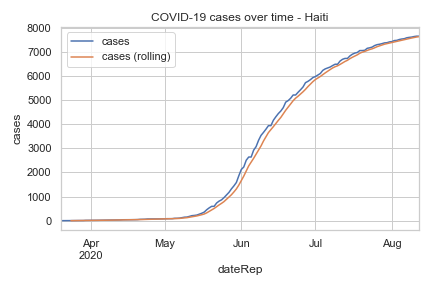 COVID-19 cases over time - Haiti
cases
cases (rolling)
8000
7000
6000
5000
4000
3000
2000
1000
0
cases
Apr
2020
May
Jun
Jul
Aug
dateRep